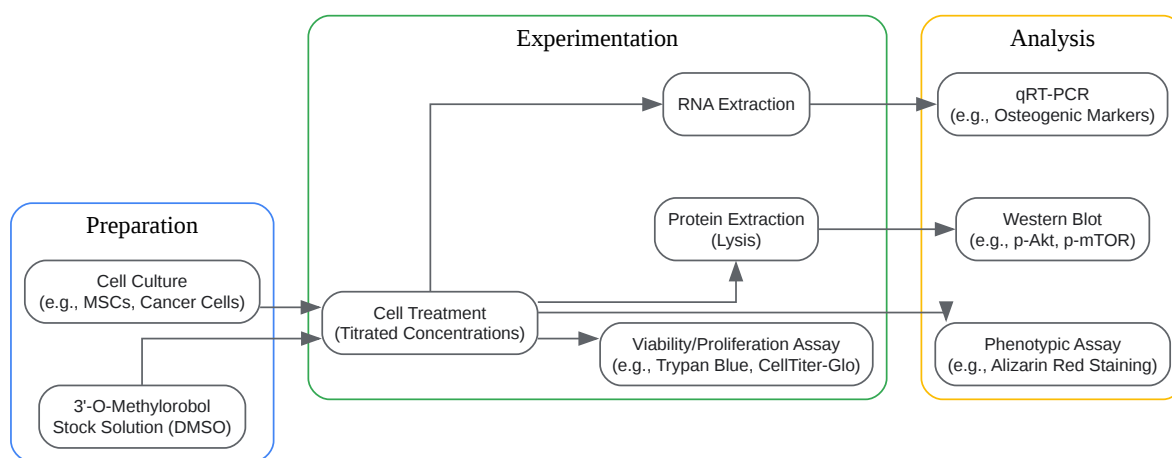 Preparation
Cell Culture
(e.g., MSCs, Cancer Cells)
3'-O-Methylorobol
Stock Solution (DMSO)
Experimentation
Cell Treatment
(Titrated Concentrations)
RNA Extraction
Protein Extraction
(Lysis)
Viability/Proliferation Assay
(e.g., Trypan Blue, CellTiter-Glo)
Analysis
qRT-PCR
(e.g., Osteogenic Markers)
Western Blot
(e.g., p-Akt, p-mTOR)
Phenotypic Assay
(e.g., Alizarin Red Staining)